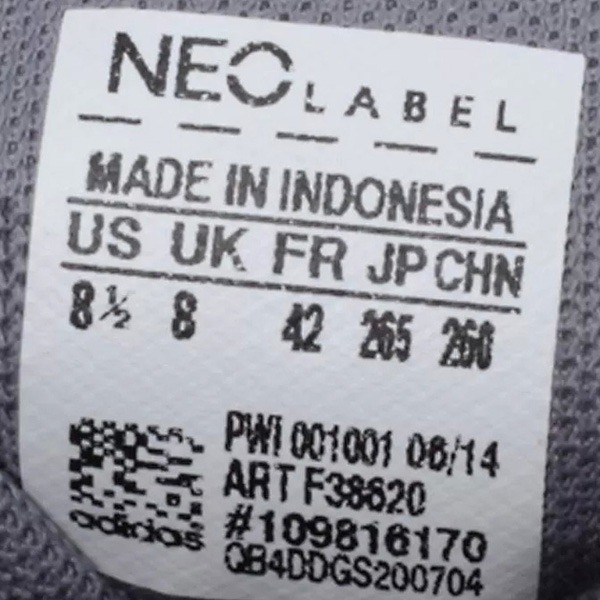 NEO LABEL
MADE IN INDONESIA
US UK FR JP CHN
8½ 8 42 265 260
PWI 001001 06/14
ART F38620
#109816170
adidas
QB4DDGS200704